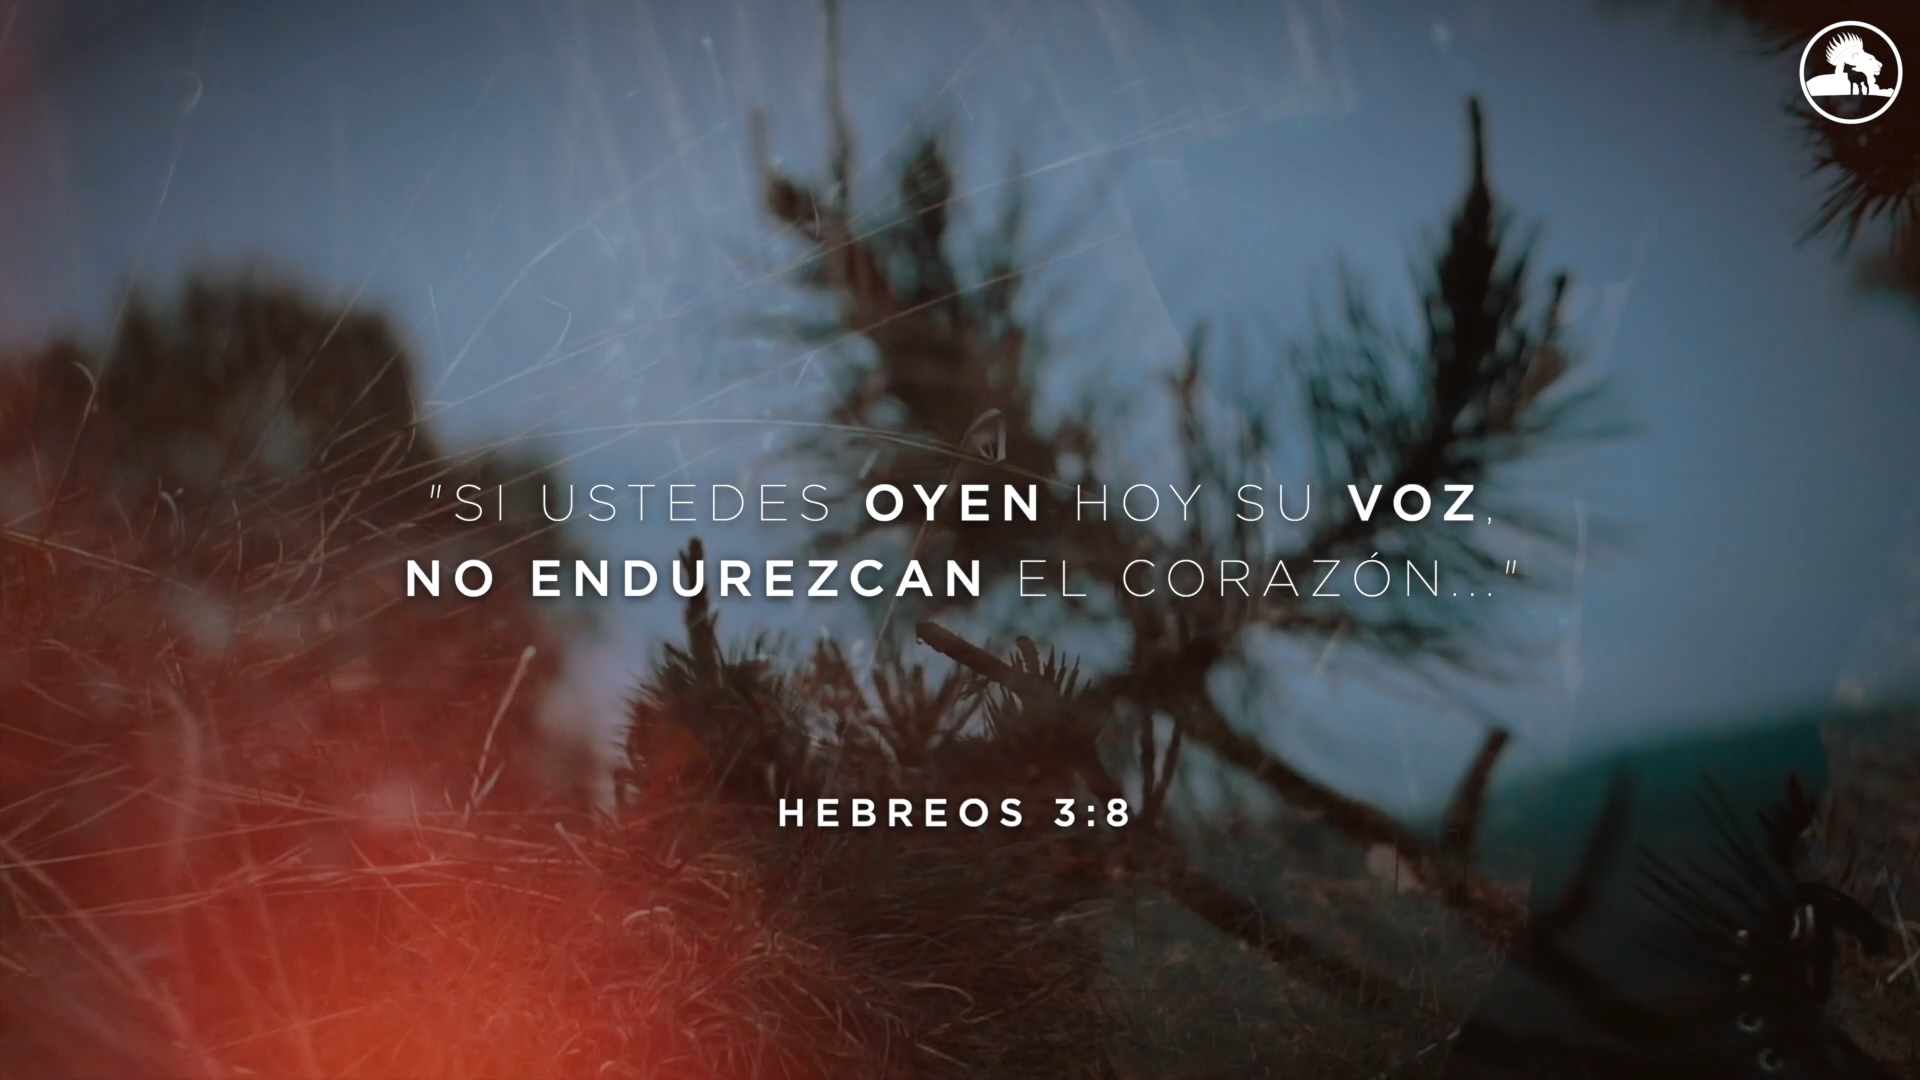 "SI USTEDES OYEN HOY SU VOZ,
NO ENDUREZCAN EL CORAZÓN..."
HEBREOS 3:8